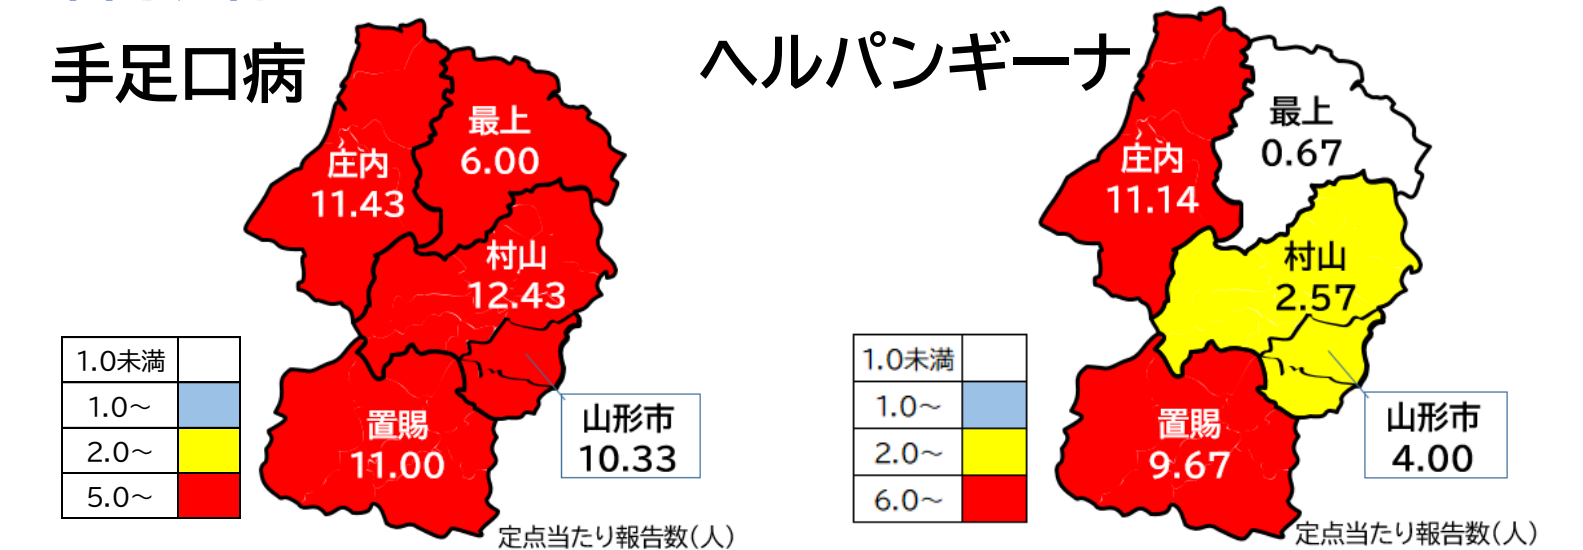 手足口病
最上
6.00
庄内
11.43
村山
12.43
置賜
11.00
山形市
10.33
1.0未満
1.0～
2.0～
5.0～
定点当たり報告数(人)
ヘルパンギーナ
最上
0.67
庄内
11.14
村山
2.57
置賜
9.67
山形市
4.00
1.0未満
1.0～
2.0～
6.0～
定点当たり報告数(人)